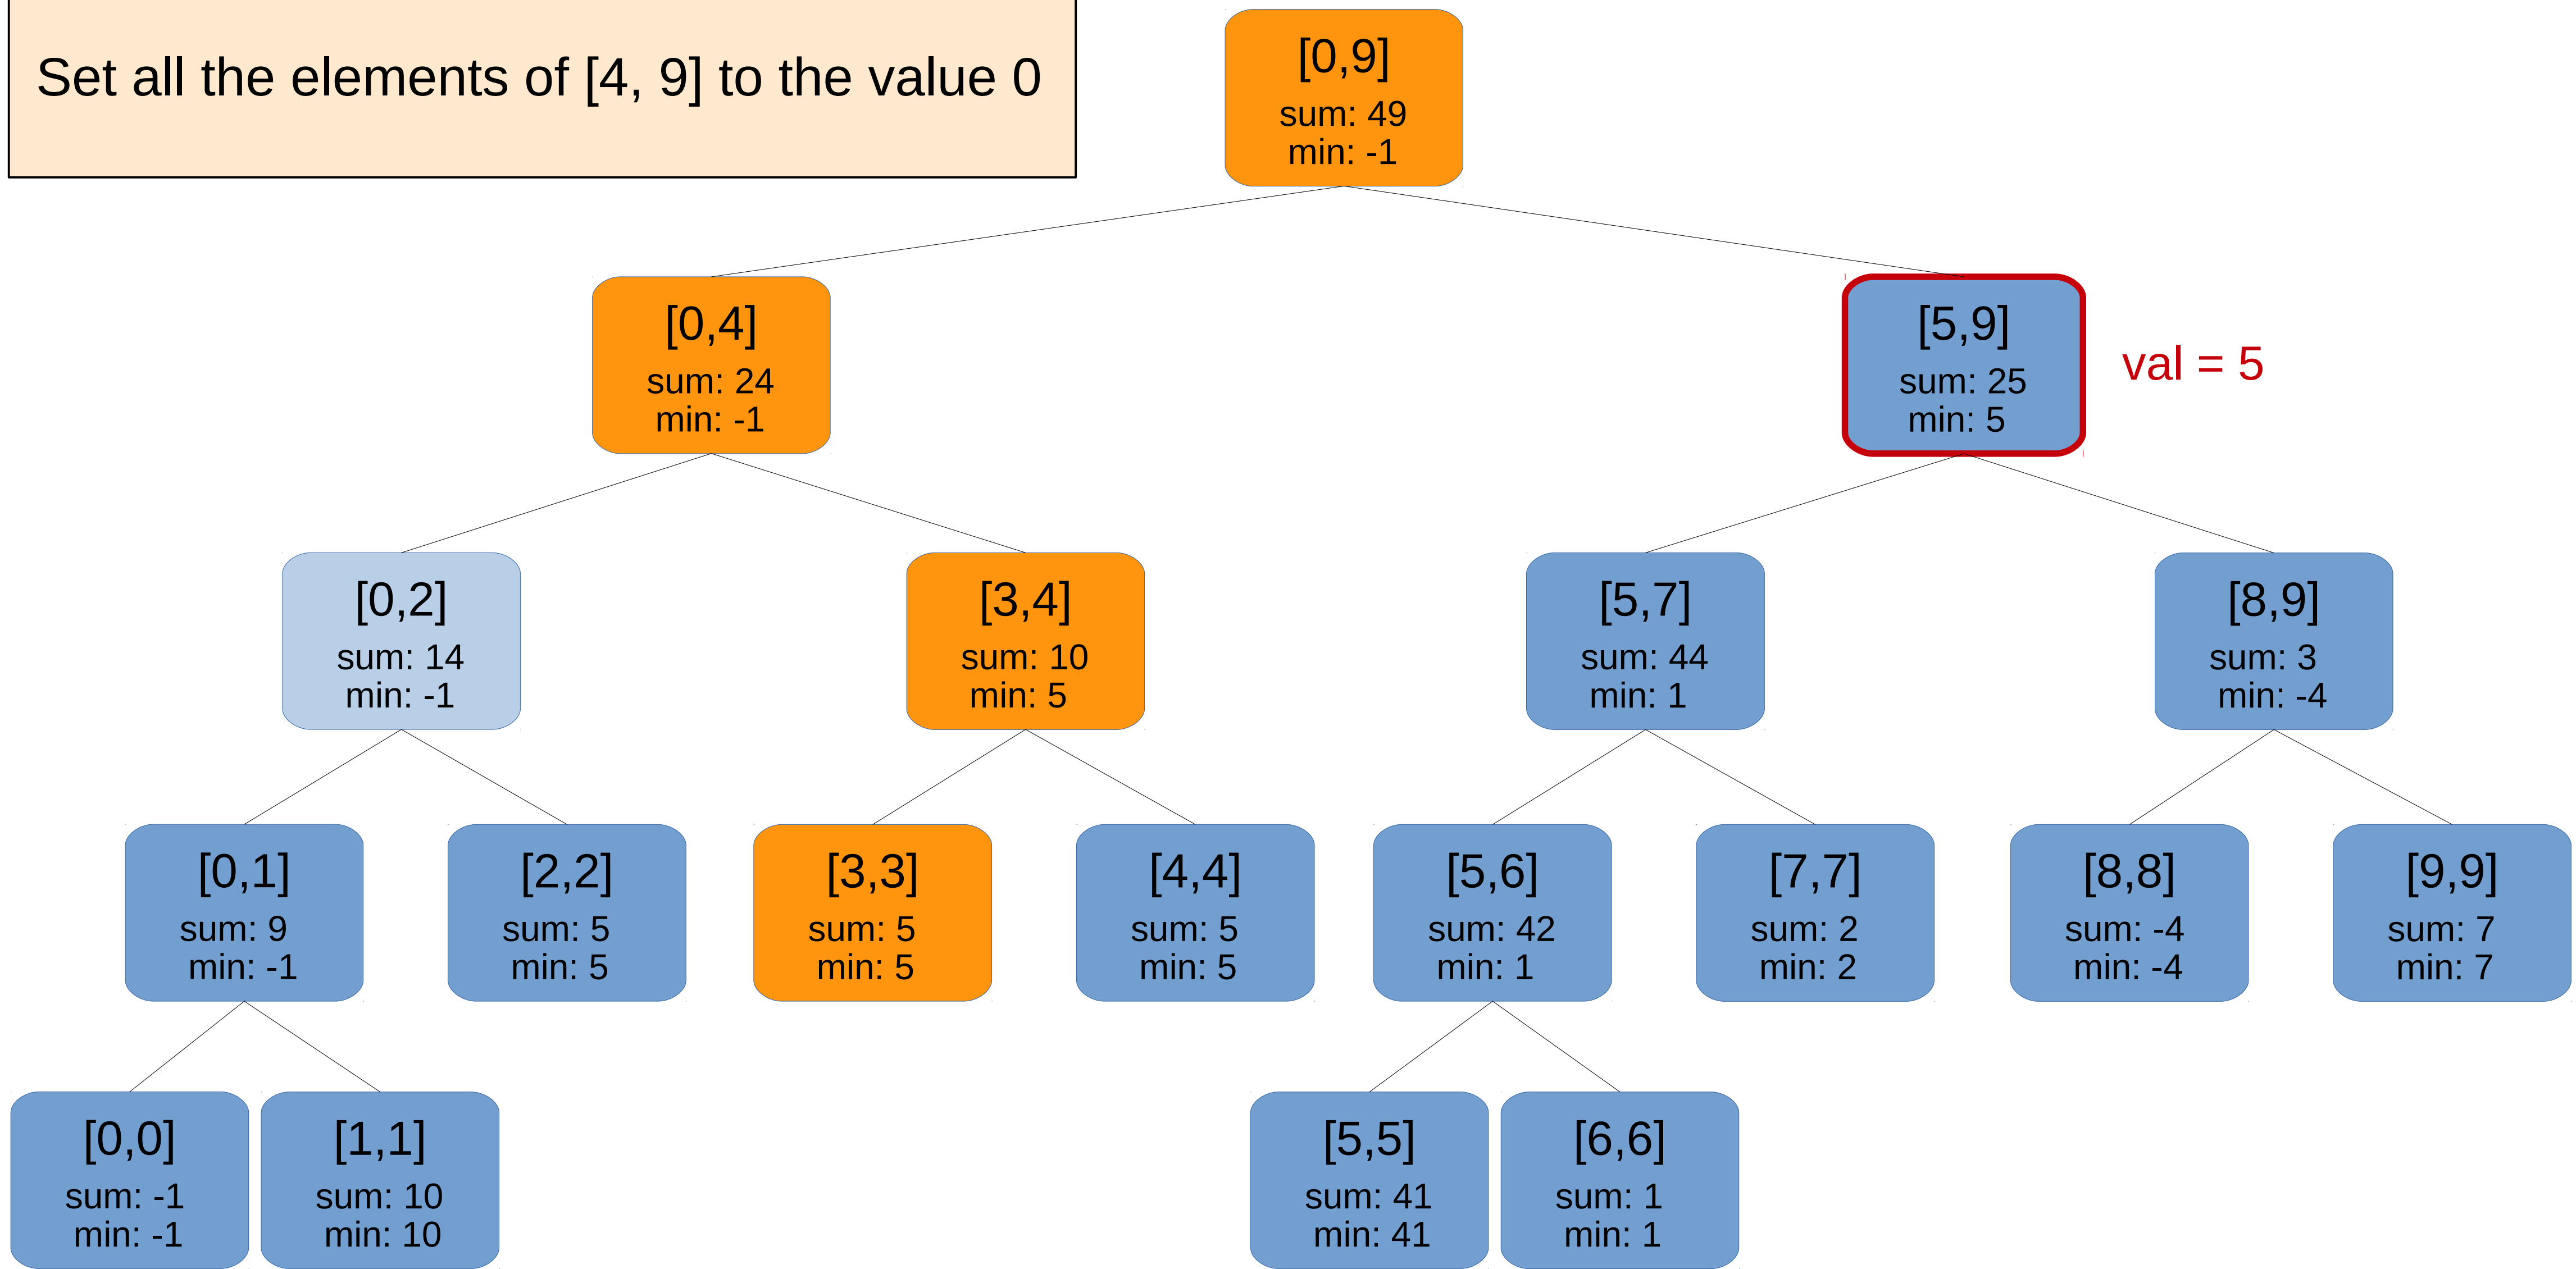 Set all the elements of [4, 9] to the value 0
[0,9]
sum: 49
min: -1
[0,4]
sum: 24
min: -1
[5,9]
sum: 25
min: 5
val = 5
[0,2]
sum: 14
min: -1
[3,4]
sum: 10
min: 5
[5,7]
sum: 44
min: 1
[8,9]
sum: 3
min: -4
[0,1]
sum: 9
min: -1
[2,2]
sum: 5
min: 5
[3,3]
sum: 5
min: 5
[4,4]
sum: 5
min: 5
[5,6]
sum: 42
min: 1
[7,7]
sum: 2
min: 2
[8,8]
sum: -4
min: -4
[9,9]
sum: 7
min: 7
[0,0]
sum: -1
min: -1
[1,1]
sum: 10
min: 10
[5,5]
sum: 41
min: 41
[6,6]
sum: 1
min: 1